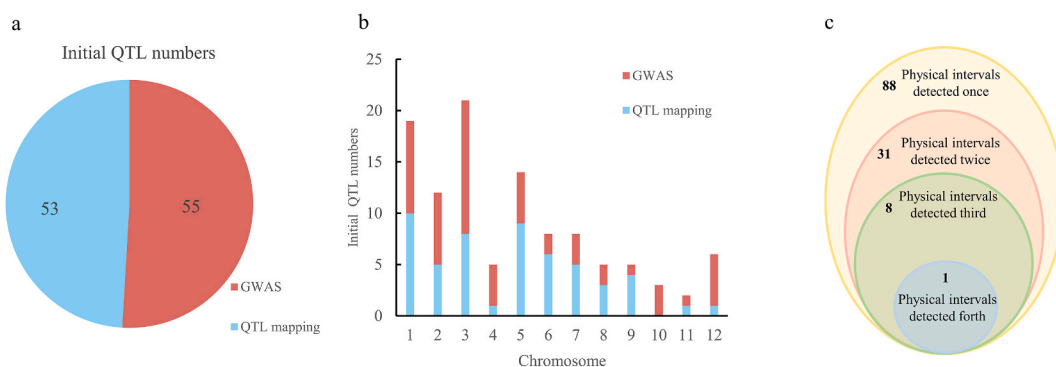 a
Initial QTL numbers
53
55
GWAS
QTL mapping
b
25
20
15
10
5
0
Initial QTL numbers
GWAS
QTL mapping
1 2 3 4 5 6 7 8 9 10 11 12
Chromosome
c
88 Physical intervals
detected once
31 Physical intervals
detected twice
8 Physical intervals
detected third
1
Physical intervals
detected forth